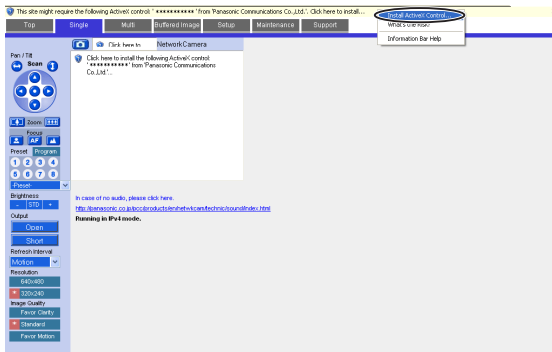 This site might require the following ActiveX control: '***********' from 'Panasonic Communications Co.,Ltd.'. Click here to install...
Install ActiveX Control...
What's the Risk?
Information Bar Help
Top Single Multi Buffered Image Setup Maintenance Support
Click here to
NetworkCamera
Click here to install the following ActiveX control:
'***********' from 'Panasonic Communications
Co.,Ltd.'...
Pan / Tilt
Scan
Zoom
Focus
AF
Preset Program
1 2 3 4
5 6 7 8
-Preset-
Brightness
- STD +
Output
Open
Short
Refresh Interval
Motion
Resolution
640x480
* 320x240
Image Quality
Favor Clarity
* Standard
Favor Motion
In case of no audio, please click here.
http://panasonic.co.jp/pcc/products/en/netwkcam/technic/sound/index.html
Running in IPv4 mode.